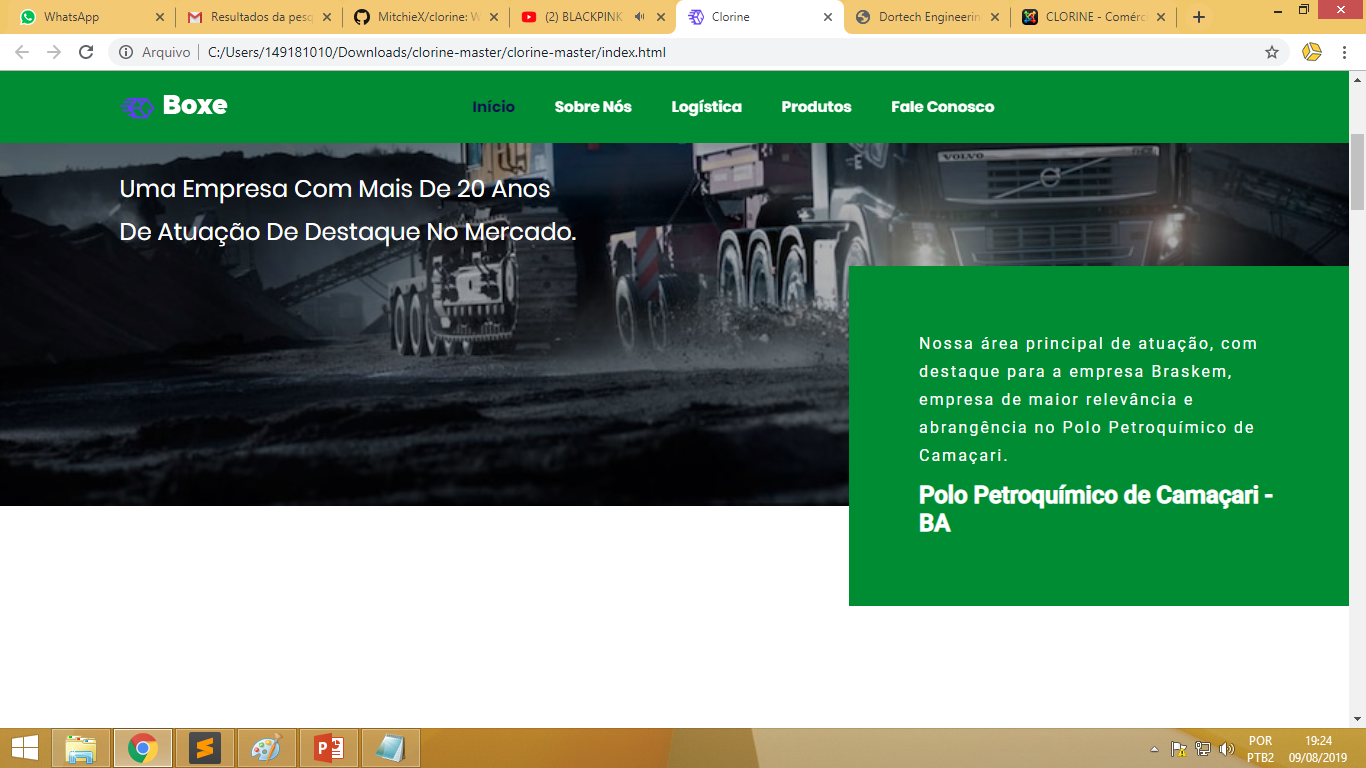 WhatsApp
Resultados da pesq
MitchieX/clorine: W
(2) BLACKPINK
Clorine
Dortech Engineerin
CLORINE - Comérc
Arquivo
C:/Users/149181010/Downloads/clorine-master/clorine-master/index.html
Boxe
Início
Sobre Nós
Logística
Produtos
Fale Conosco
VOLVO
Uma Empresa Com Mais De 20 Anos
De Atuação De Destaque No Mercado.
Nossa área principal de atuação, com
destaque para a empresa Braskem,
empresa de maior relevância e
abrangência no Polo Petroquímico de
Camaçari.
Polo Petroquímico de Camaçari -
BA
POR
PTB2
19:24
09/08/2019